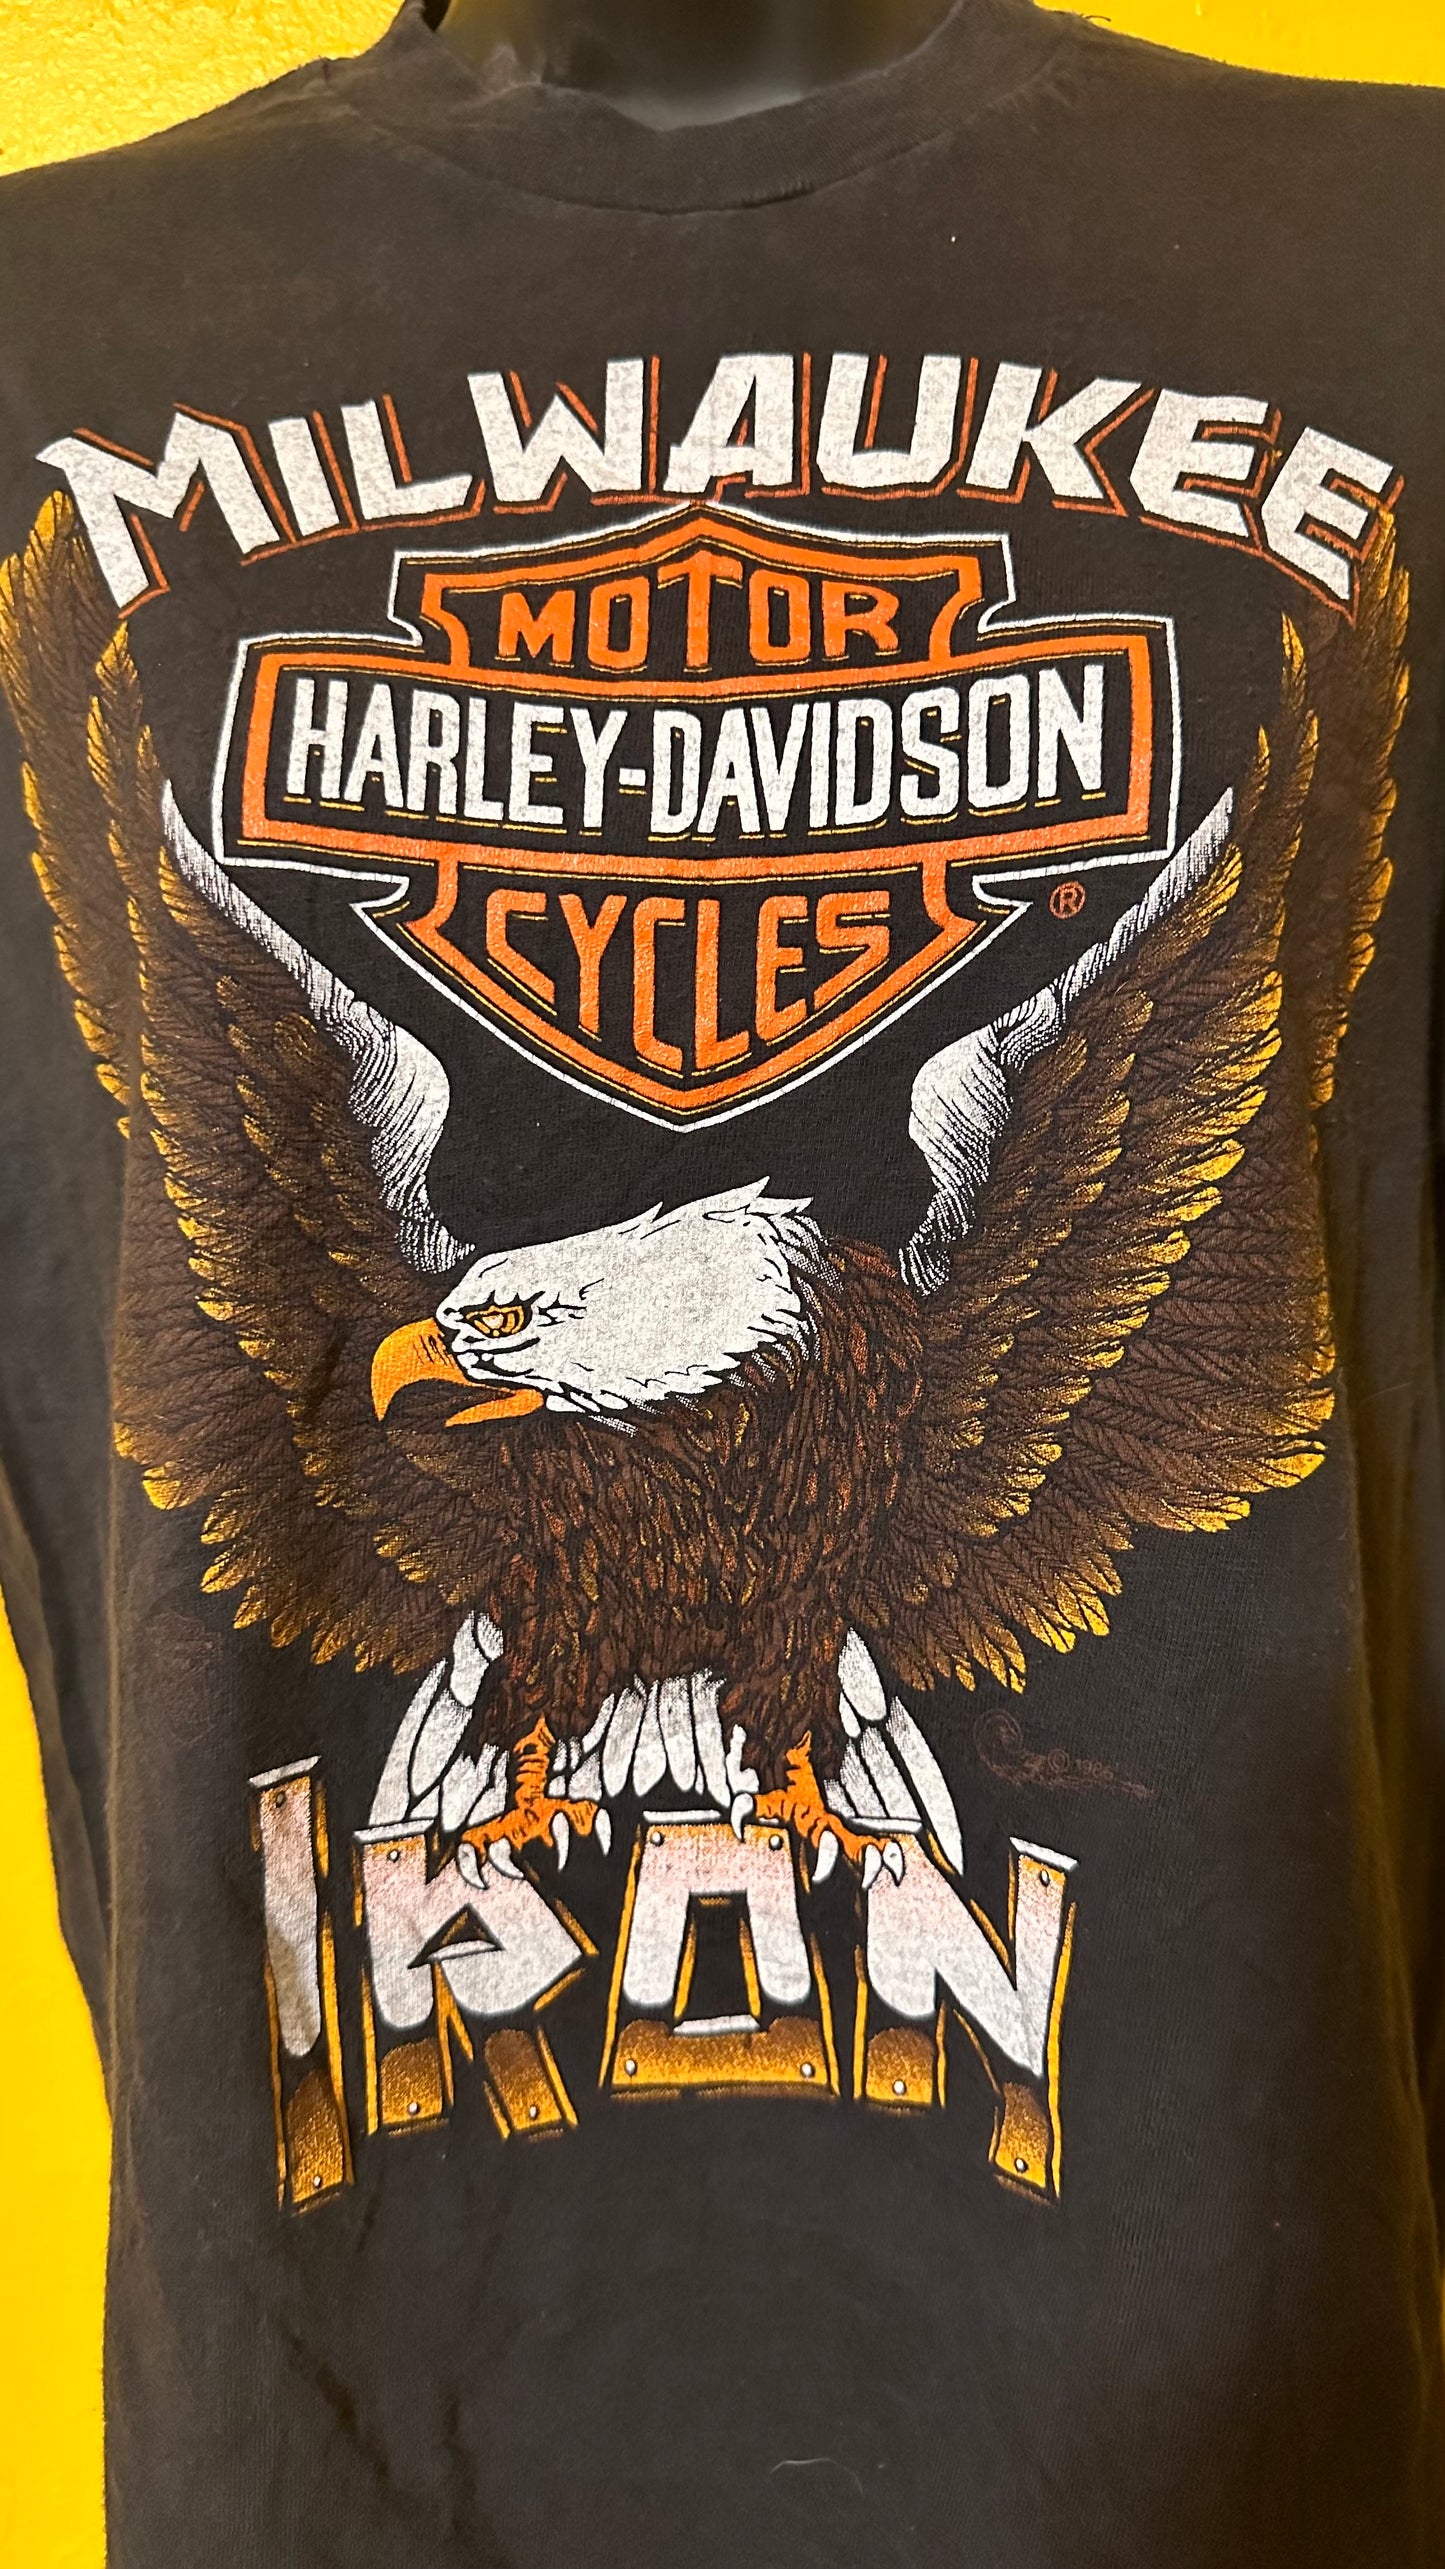 MILWAUKEE
MOTOR
HARLEY-DAVIDSON
CYCLES
®
IRON